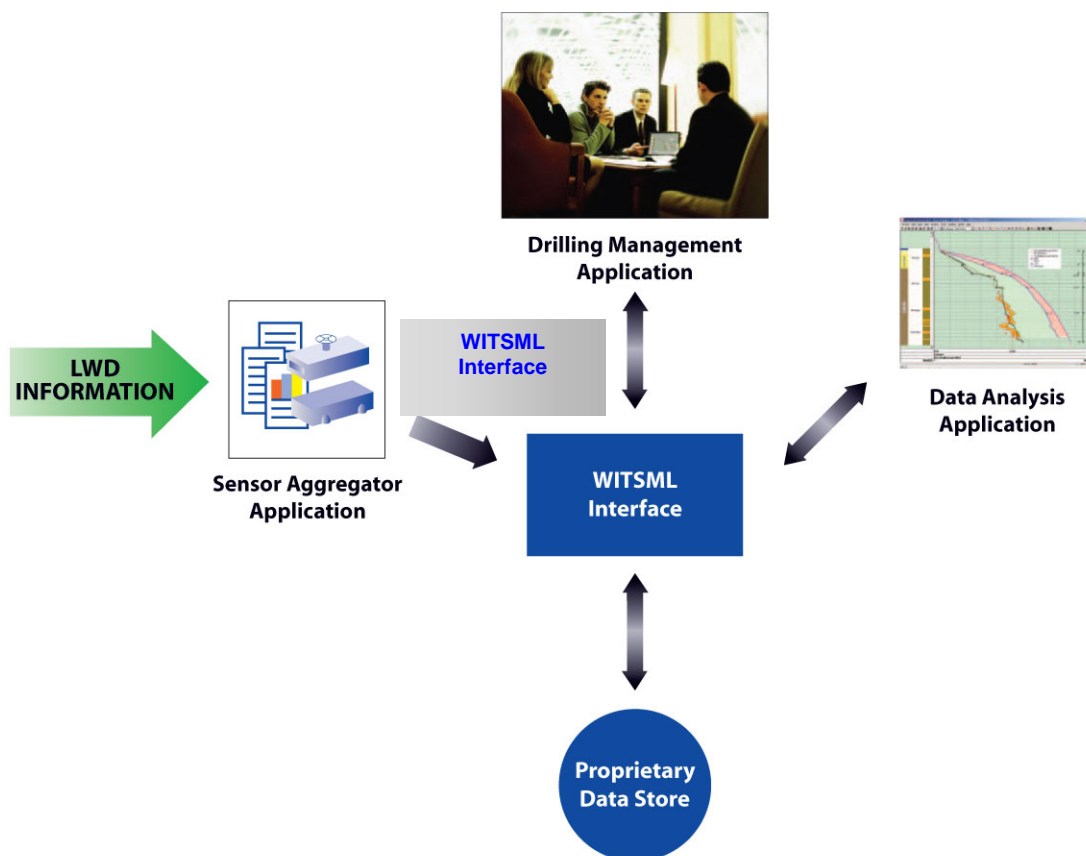 Drilling Management
Application
LWD
INFORMATION
WITSML
Interface
Data Analysis
Application
Sensor Aggregator
Application
WITSML
Interface
Proprietary
Data Store